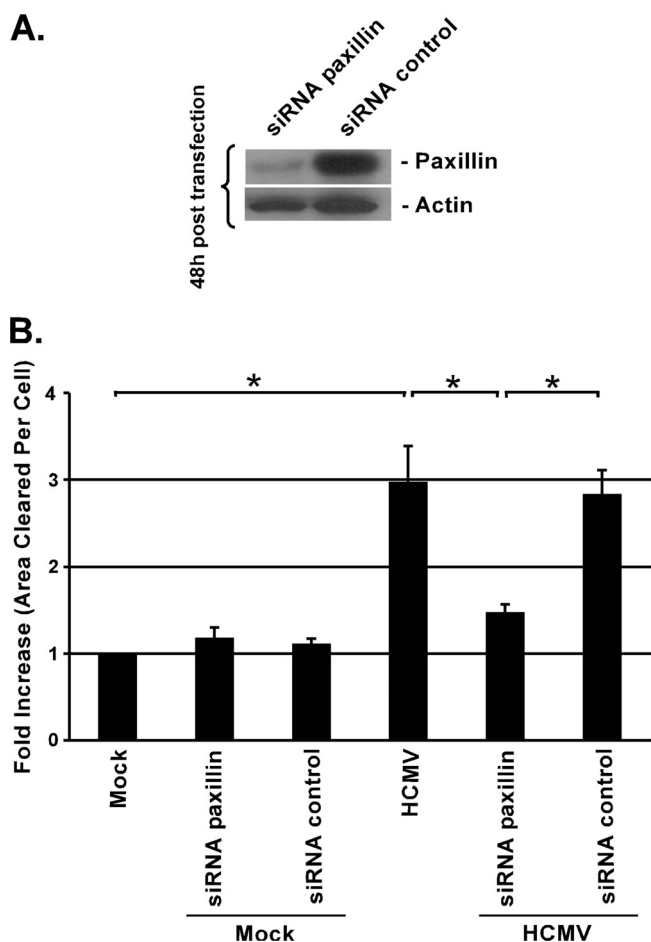 A.
siRNA paxillin
siRNA control
48h post transfection
- Paxillin
- Actin
B.
Fold Increase (Area Cleared Per Cell)
4
3
2
1
0
*
*
*
Mock
siRNA paxillin
siRNA control
HCMV
siRNA paxillin
siRNA control
Mock
HCMV